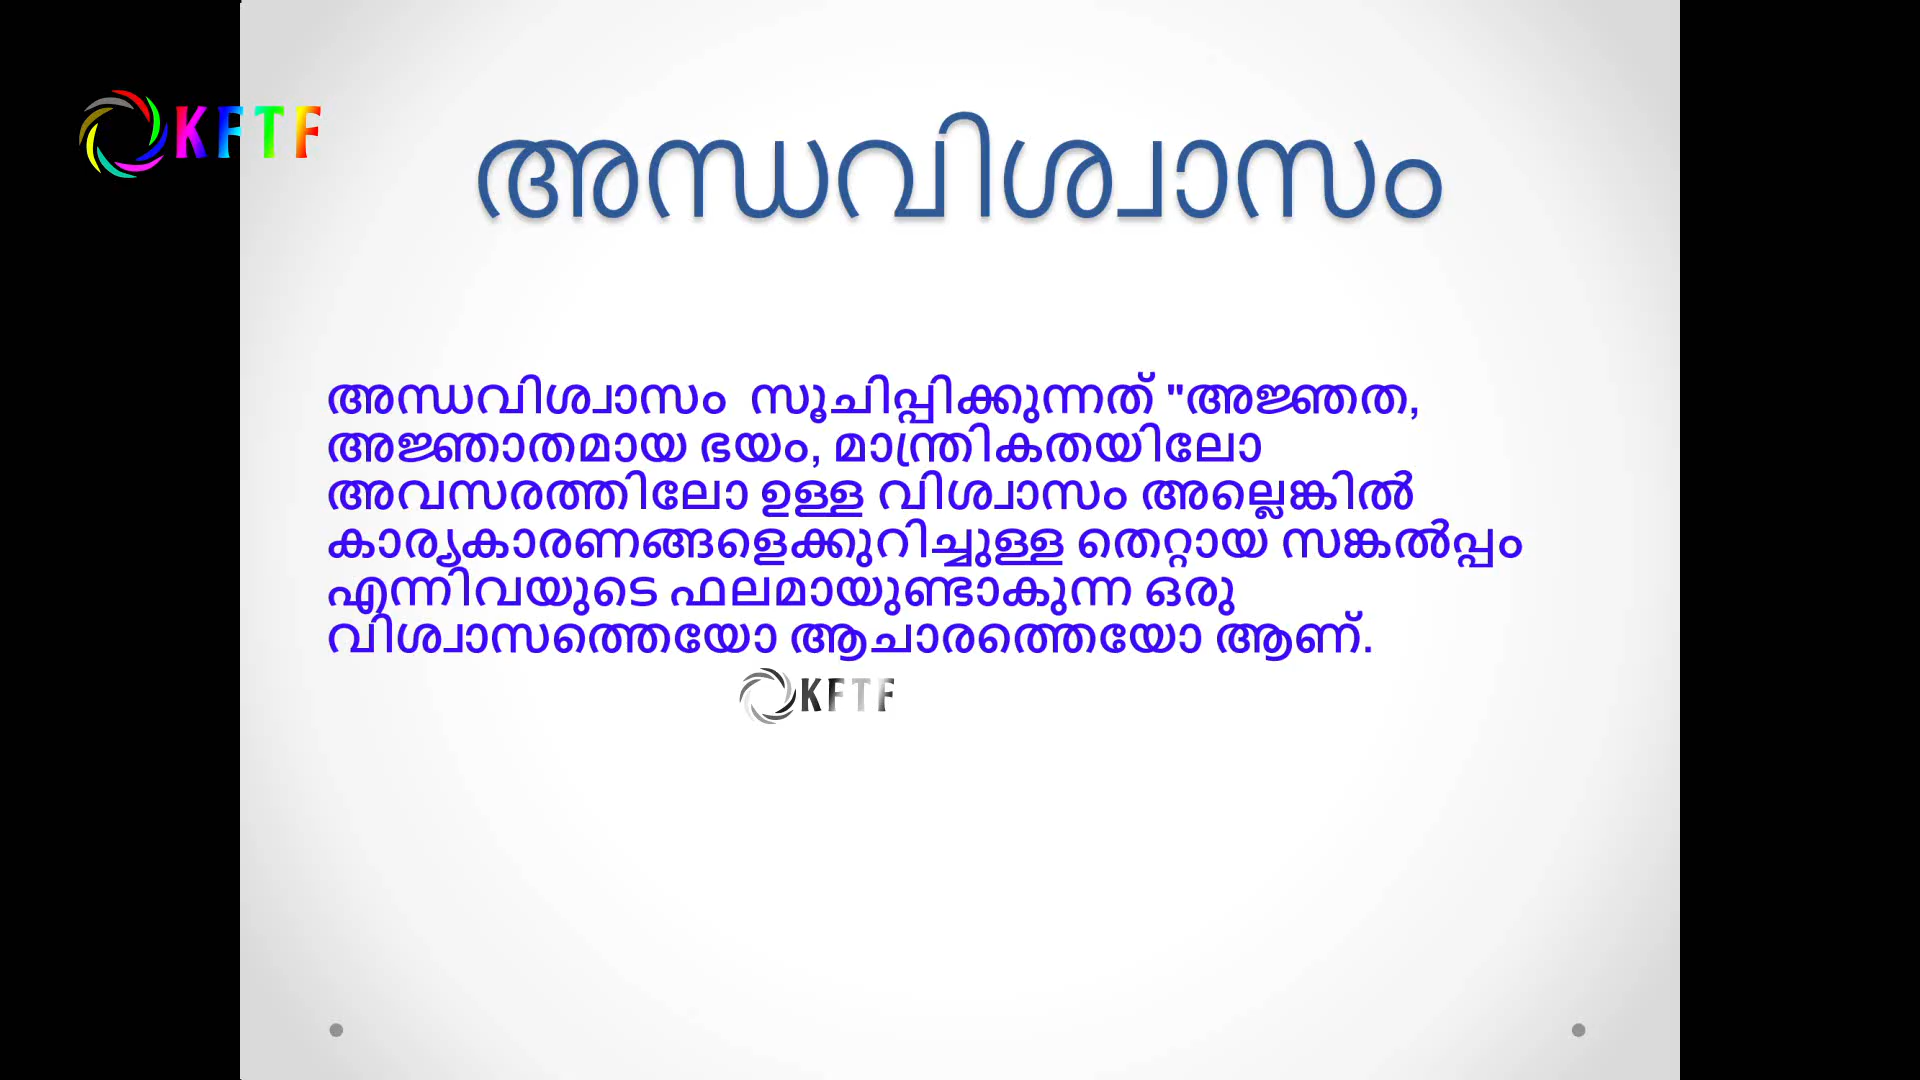 KFTF
അന്ധവിശ്വാസം
അന്ധവിശ്വാസം സൂചിപ്പിക്കുന്നത് "അജ്ഞത,
അജ്ഞാതമായ ഭയം, മാന്ത്രികതയിലോ
അവസരത്തിലോ ഉള്ള വിശ്വാസം അല്ലെങ്കിൽ
കാര്യകാരണങ്ങളെക്കുറിച്ചുള്ള തെറ്റായ സങ്കൽപ്പം
എന്നിവയുടെ ഫലമായുണ്ടാകുന്ന ഒരു
വിശ്വാസത്തെയോ ആചാരത്തെയോ ആണ്.
KFTF